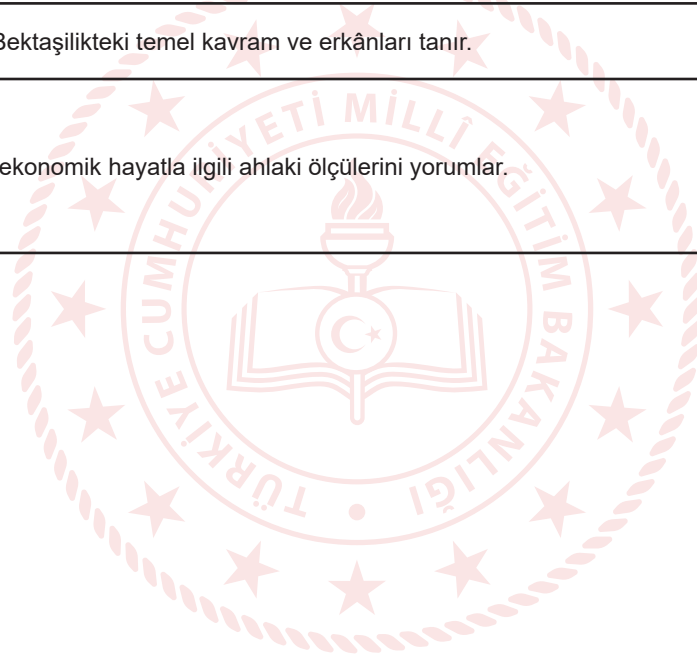 Bektaşilikteki temel kavram ve erkânları tanır.
ekonomik hayatla ilgili ahlaki ölçülerini yorumlar.
TÜRKİYE CUMHURİYETİ MİLLÎ EĞİTİM BAKANLIĞI